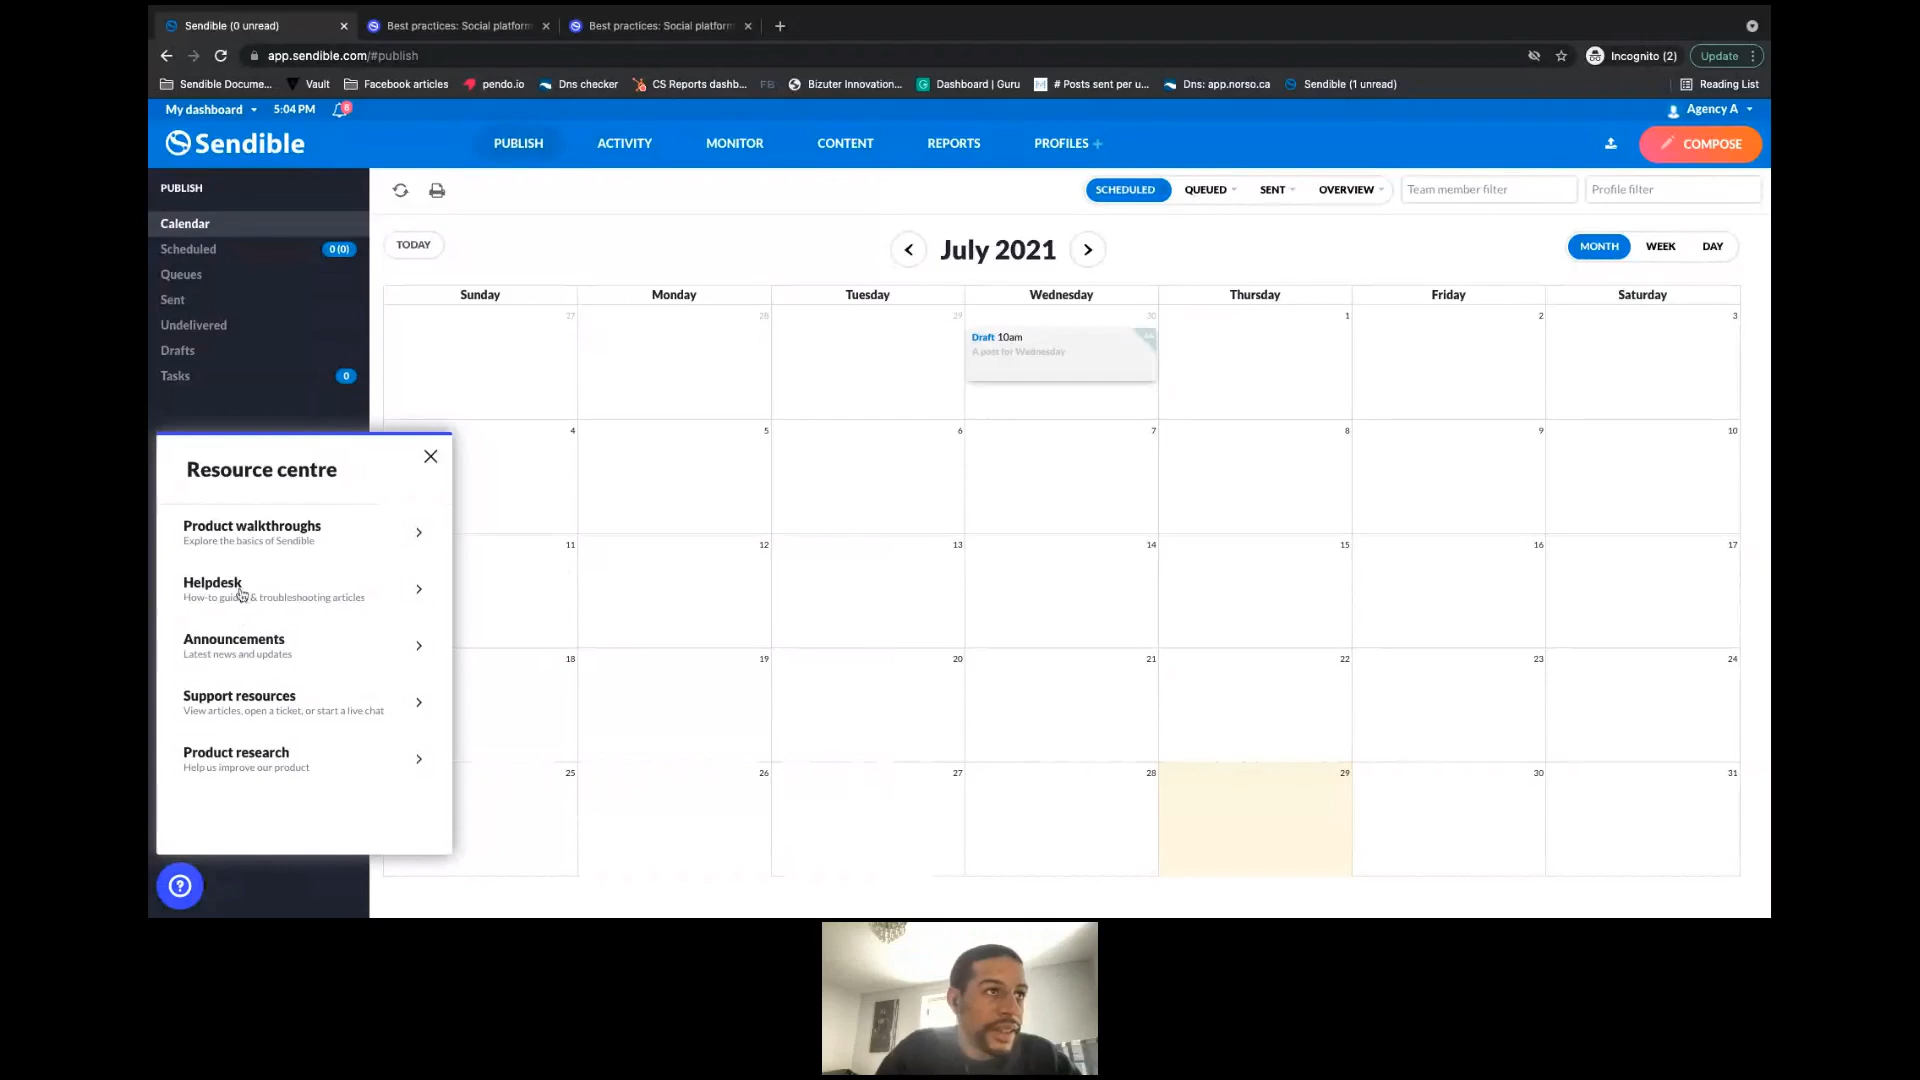 Sendible (0 unread)
Best practices: Social platform
Best practices: Social platform
app.sendible.com/#publish
Incognito (2)
Update
Sendible Docume...
Vault
Facebook articles
pendo.io
Dns checker
CS Reports dashb...
FB
Bizuter Innovation...
Dashboard | Guru
# Posts sent per u...
Dns: app.norso.ca
Sendible (1 unread)
Reading List
My dashboard
5:04 PM
8
Agency A
Sendible
PUBLISH
ACTIVITY
MONITOR
CONTENT
REPORTS
PROFILES +
COMPOSE
PUBLISH
Calendar
Scheduled
0 (0)
Queues
Sent
Undelivered
Drafts
Tasks
0
SCHEDULED
QUEUED
SENT
OVERVIEW
Team member filter
Profile filter
TODAY
July 2021
MONTH
WEEK
DAY
Sunday
Monday
Tuesday
Wednesday
Thursday
Friday
Saturday
27
28
29
30
1
2
3
Draft 10am
A post for Wednesday
4
5
6
7
8
9
10
11
12
13
14
15
16
17
18
19
20
21
22
23
24
25
26
27
28
29
30
31
Resource centre
Product walkthroughs
Explore the basics of Sendible
Helpdesk
How-to & troubleshooting articles
Announcements
Latest news and updates
Support resources
View articles, open a ticket, or start a live chat
Product research
Help us improve our product